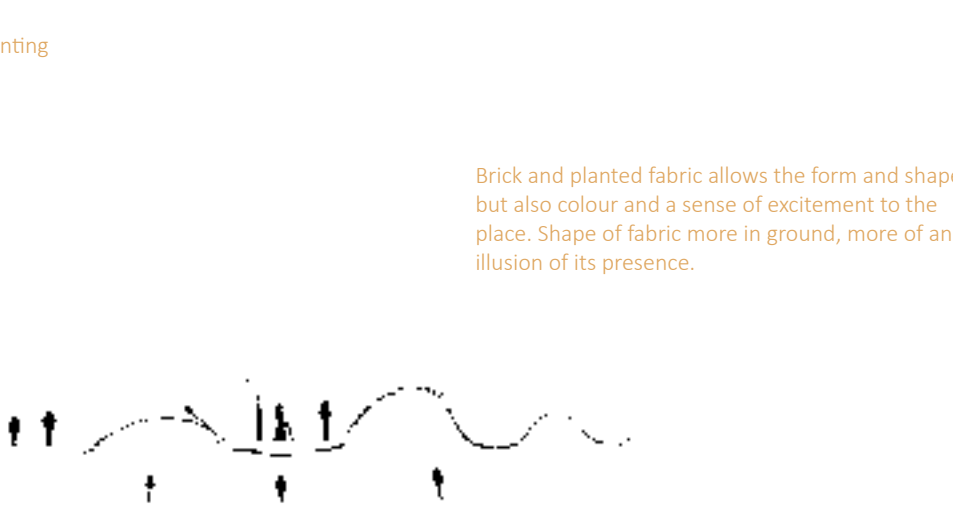 nting
Brick and planted fabric allows the form and shape
but also colour and a sense of excitement to the
place. Shape of fabric more in ground, more of an
illusion of its presence.